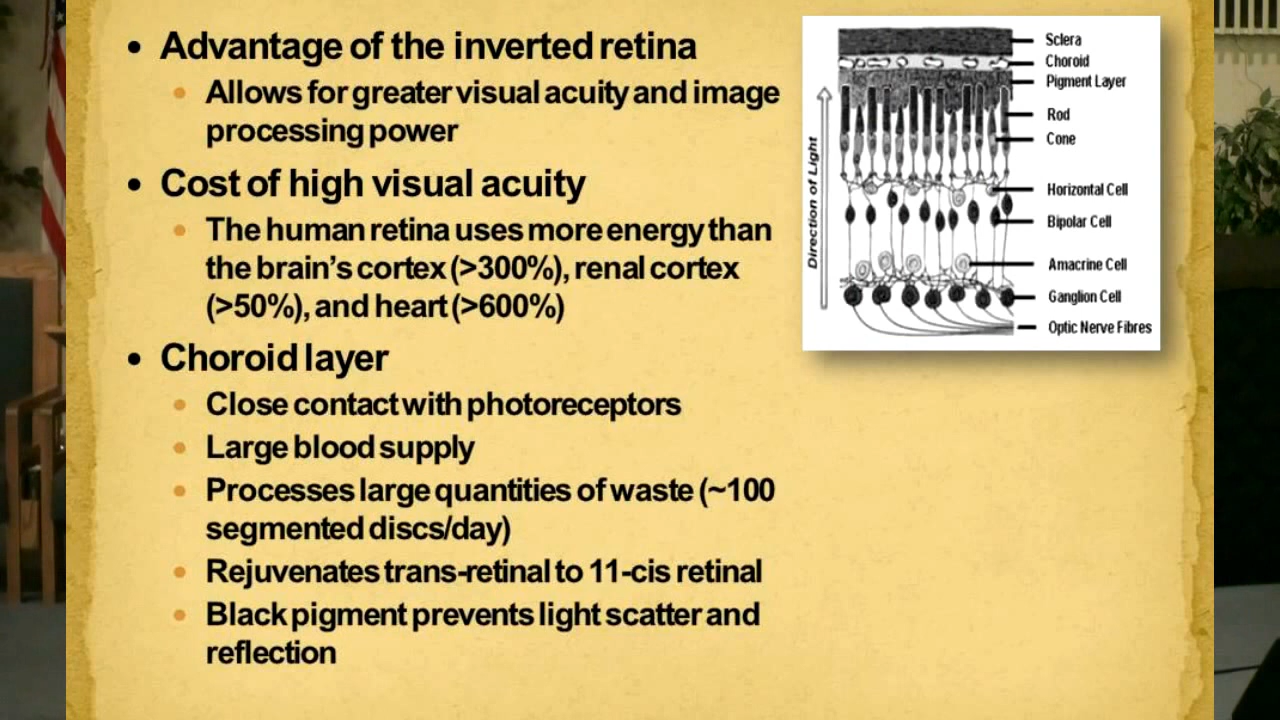 • Advantage of the inverted retina
• Allows for greater visual acuity and image
processing power
• Cost of high visual acuity
• The human retina uses more energy than
the brain's cortex (>300%), renal cortex
(>50%), and heart (>600%)
• Choroid layer
• Close contact with photoreceptors
• Large blood supply
• Processes large quantities of waste (~100
segmented discs/day)
• Rejuvenates trans-retinal to 11-cis retinal
• Black pigment prevents light scatter and
reflection
Sclera
Choroid
Pigment Layer
Rod
Cone
Horizontal Cell
Bipolar Cell
Amacrine Cell
Ganglion Cell
Optic Nerve Fibres
Direction of Light